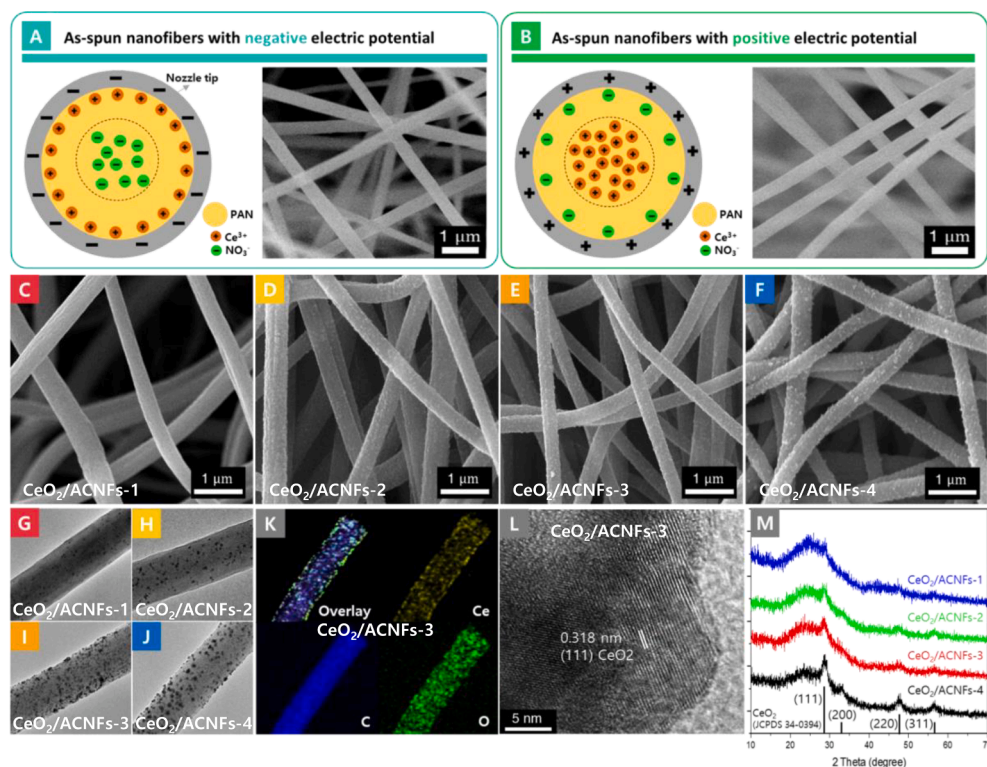 A As-spun nanofibers with negative electric potential
Nozzle tip
PAN
Ce³⁺
NO₃⁻
1 μm
B As-spun nanofibers with positive electric potential
PAN
Ce³⁺
NO₃⁻
1 μm
C
CeO₂/ACNFs-1
1 μm
D
CeO₂/ACNFs-2
1 μm
E
CeO₂/ACNFs-3
1 μm
F
CeO₂/ACNFs-4
1 μm
G
CeO₂/ACNFs-1
H
CeO₂/ACNFs-2
I
CeO₂/ACNFs-3
J
CeO₂/ACNFs-4
K
Overlay
Ce
CeO₂/ACNFs-3
C
O
L
CeO₂/ACNFs-3
0.318 nm
(111) CeO2
5 nm
M
CeO₂/ACNFs-1
CeO₂/ACNFs-2
CeO₂/ACNFs-3
CeO₂/ACNFs-4
(111)
(200)
(220)
(311)
CeO₂
(JCPDS 34-0394)
10 20 30 40 50 60 70
2 Theta (degree)